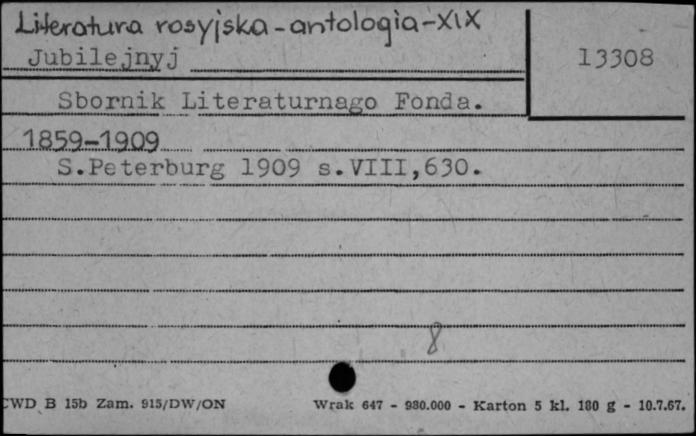 Literatura rosyjska - antologia - XIX
Jubilejnyj
13308
Sbornik Literaturnago Fonda.
1859-1909
S.Peterburg 1909 s.VIII,630.
8
CWD B 15b Zam. 915/DW/ON
Wrak 647 - 980.000 - Karton 5 kl. 180 g - 10.7.67.